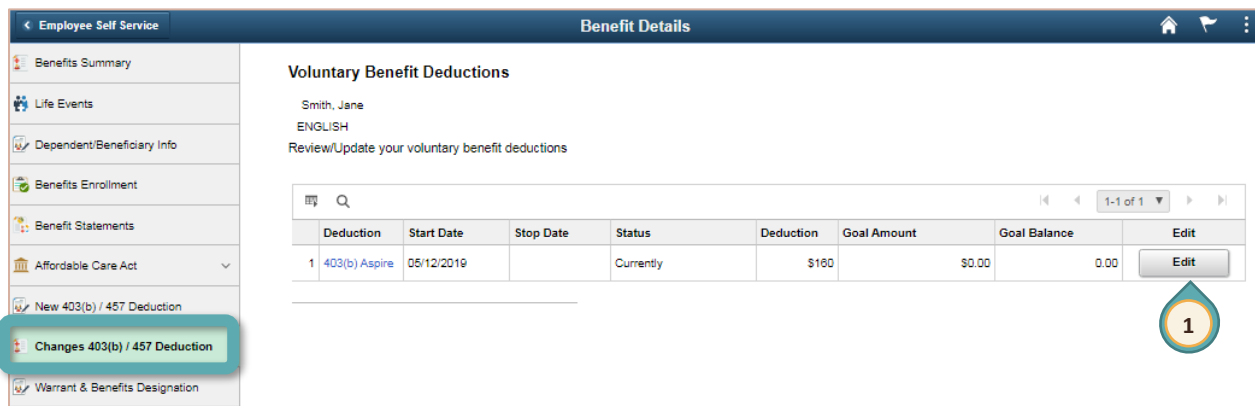 Employee Self Service
Benefit Details
Benefits Summary
Life Events
Dependent/Beneficiary Info
Benefits Enrollment
Benefit Statements
Affordable Care Act
New 403(b) / 457 Deduction
Changes 403(b) / 457 Deduction
Warrant & Benefits Designation
Voluntary Benefit Deductions
Smith, Jane
ENGLISH
Review/Update your voluntary benefit deductions
1-1 of 1
Deduction Start Date Stop Date Status Deduction Goal Amount Goal Balance Edit
1 403(b) Aspire 05/12/2019 Currently $160 $0.00 0.00 Edit
1